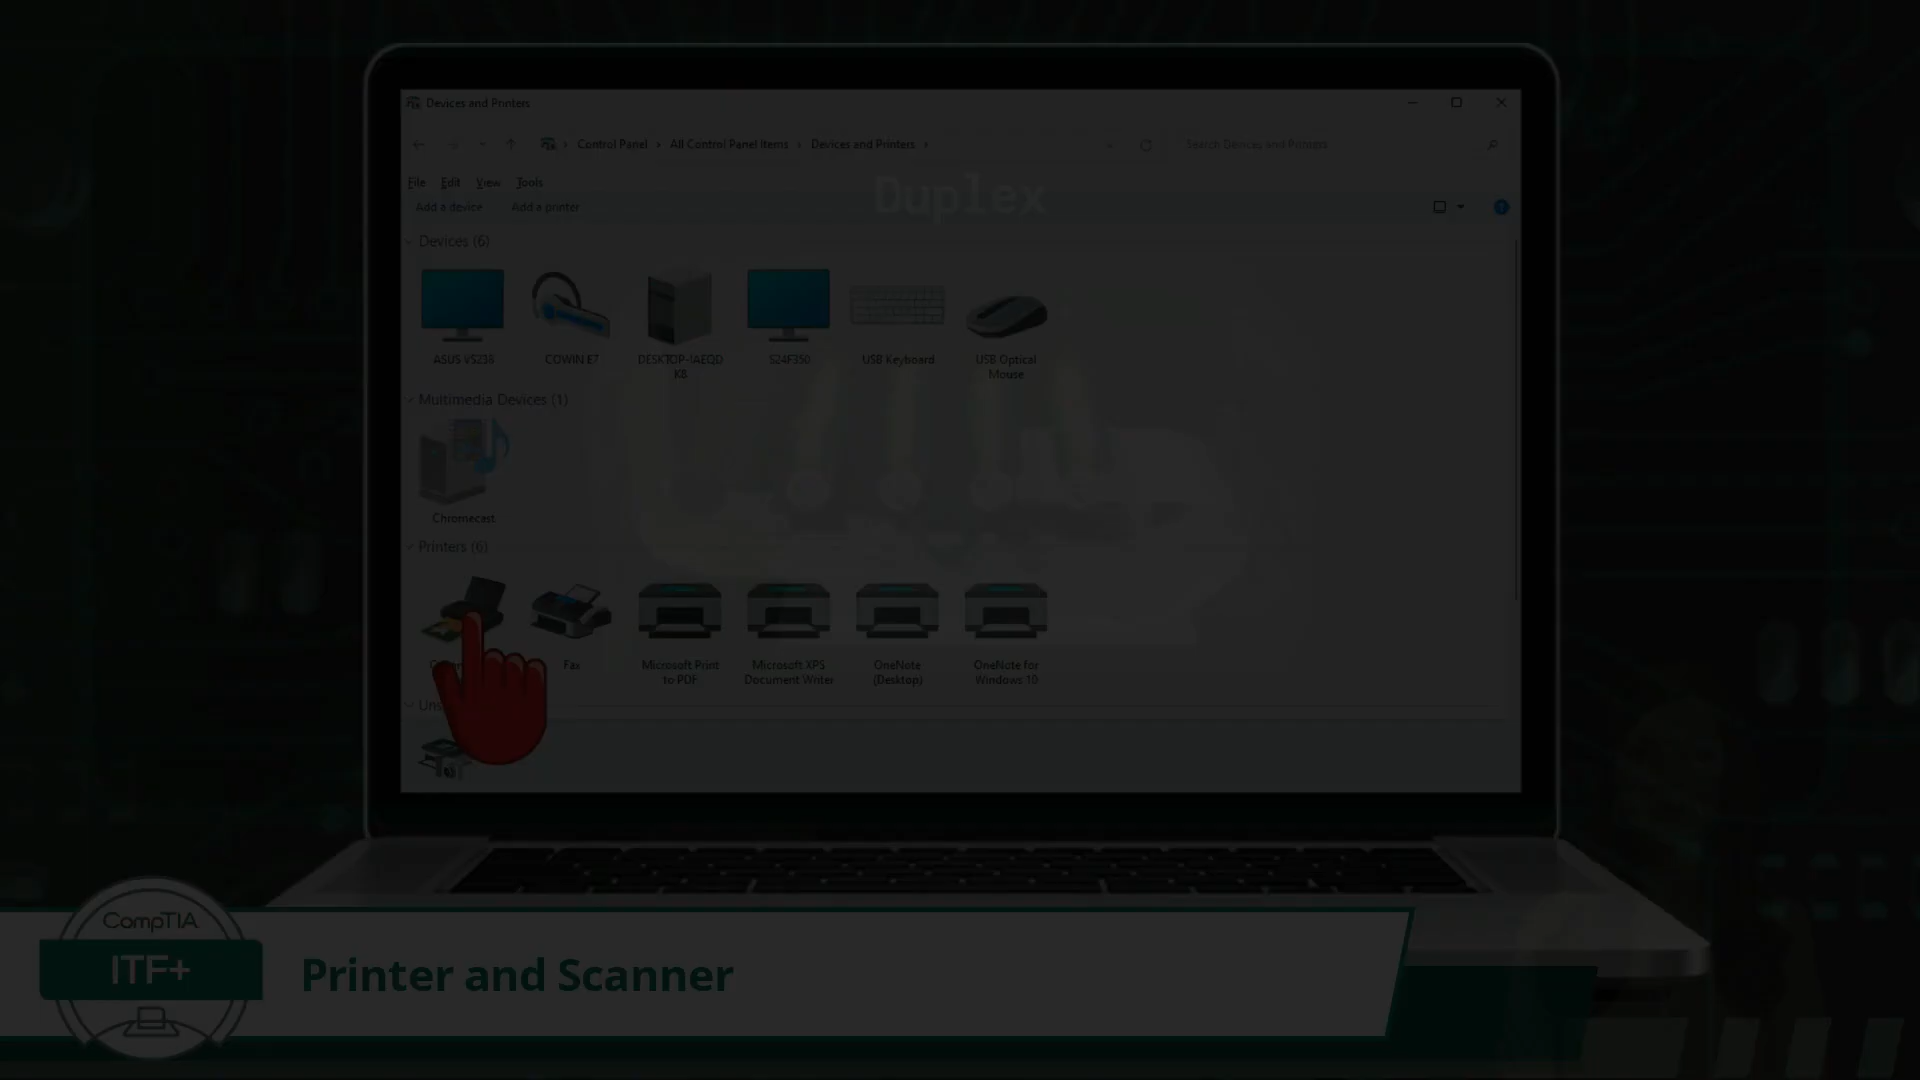 Devices and Printers
Control Panel > All Control Panel Items > Devices and Printers >
Search Devices and Printers
File Edit View Tools
Duplex
Add a device Add a printer
Devices (6)
ASUS VS238
COWIN E7
DESKTOP-IAEQD
K8
S24F350
USB Keyboard
USB Optical
Mouse
Multimedia Devices (1)
Chromecast
Printers (6)
Fax
Microsoft Print
to PDF
Microsoft XPS
Document Writer
OneNote
(Desktop)
OneNote for
Windows 10
CompTIA
ITF+
Printer and Scanner